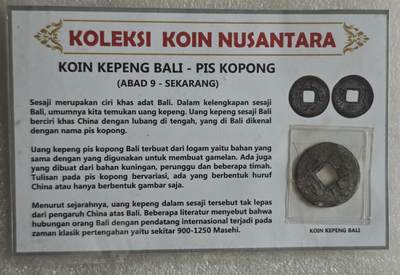 KOLEKSI KOIN NUSANTARA
KOIN KEPENG BALI - PIS KOPONG
(ABAD 9 - SEKARANG)
Sesaji merupakan ciri khas adat Bali. Dalam kelengkapan sesaji
Bali, umumnya kita temukan uang kepeng. Uang kepeng sesaji Bali
berciri khas China dengan lubang di tengah, yang di Bali dikenal
dengan nama pis kopong.
Uang kepeng pis kopong Bali terbuat dari logam yaitu bahan yang
sama dengan yang digunakan untuk membuat gamelan. Ada juga
yang dibuat dari bahan kuningan, perunggu dan beberapa timah.
Tulisan pada pis kopong bervariasi, ada yang berbentuk huruf
China atau hanya berbentuk gambar saja.
Menurut sejarahnya, uang kepeng dalam sesaji tersebut tak lepas
dari pengaruh China atas Bali. Beberapa literatur menyebut bahwa
hubungan orang Bali dengan pendatang internasional terjadi pada
zaman klasik pertengahan yaitu sekitar 900-1250 Masehi.
KOIN KEPENG BALI